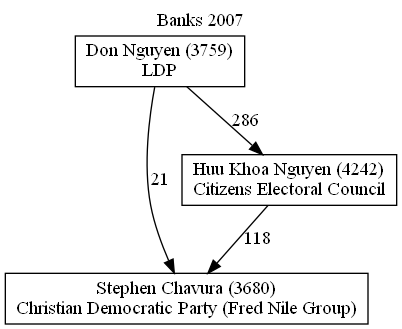 Banks 2007
Don Nguyen (3759)
LDP
286
Huu Khoa Nguyen (4242)
Citizens Electoral Council
21
118
Stephen Chavura (3680)
Christian Democratic Party (Fred Nile Group)